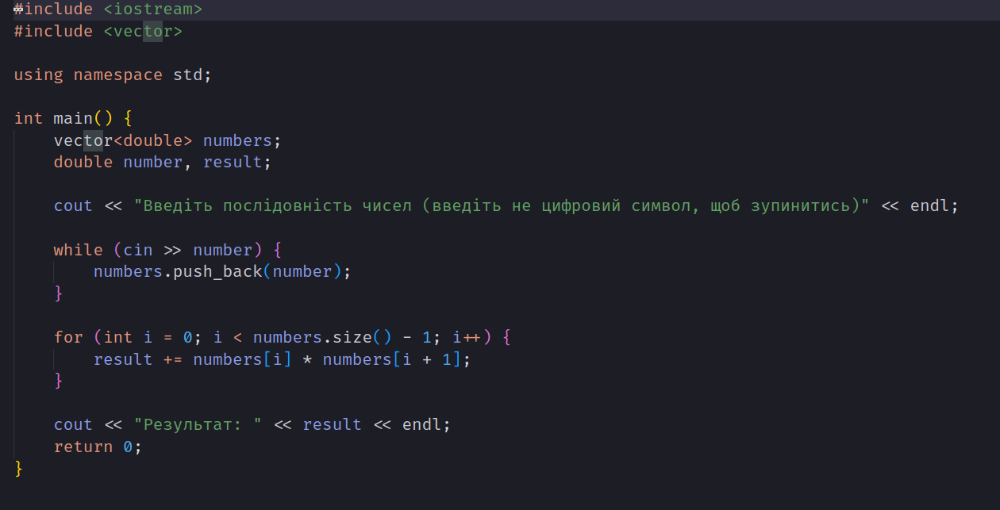 #include <iostream>
#include <vector>
using namespace std;
int main() {
vector<double> numbers;
double number, result;
cout << "Введіть послідовність чисел (введіть не цифровий символ, щоб зупинитись)" << endl;
while (cin >> number) {
numbers.push_back(number);
}
for (int i = 0; i < numbers.size() - 1; i++) {
result += numbers[i] * numbers[i + 1];
}
cout << "Результат: " << result << endl;
return 0;
}